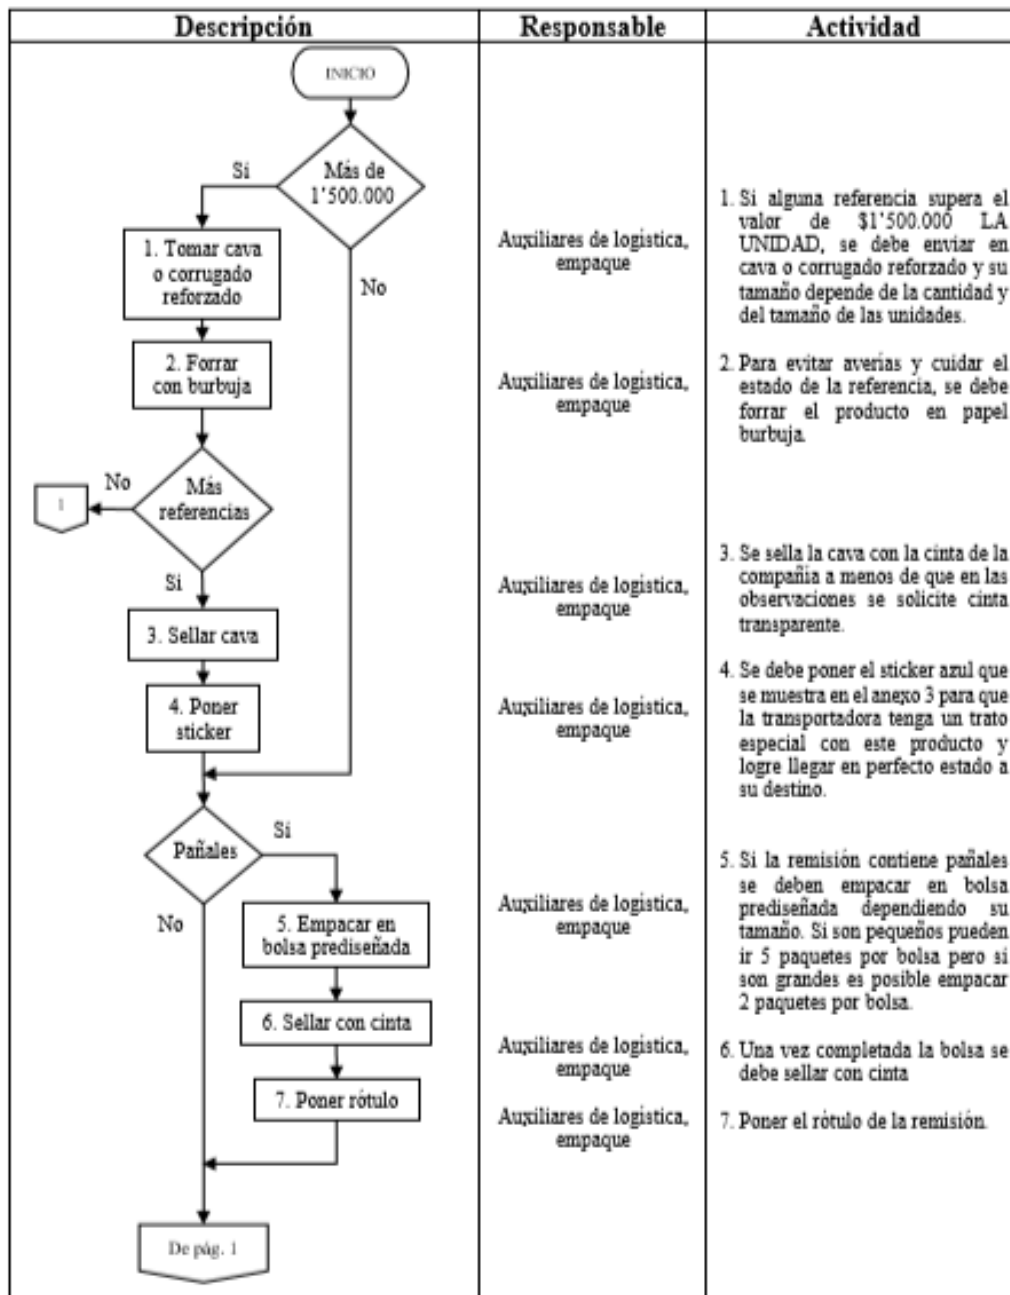 Descripción
Responsable
Actividad
INICIO
Más de
1'500.000
Si
No
1. Tomar cava
o corrugado
reforzado
2. Forrar
con burbuja
Más
referencias
No
1
Si
3. Sellar cava
4. Poner
sticker
Pañales
Si
No
5. Empacar en
bolsa prediseñada
6. Sellar con cinta
7. Poner rótulo
De pág. 1
Auxiliares de logistica,
empaque
Auxiliares de logistica,
empaque
Auxiliares de logistica,
empaque
Auxiliares de logistica,
empaque
Auxiliares de logistica,
empaque
Auxiliares de logistica,
empaque
Auxiliares de logistica,
empaque
1. Si alguna referencia supera el
valor de $1'500.000 LA
UNIDAD, se debe enviar en
cava o corrugado reforzado y su
tamaño depende de la cantidad y
del tamaño de las unidades.
2. Para evitar averias y cuidar el
estado de la referencia, se debe
forrar el producto en papel
burbuja.
3. Se sella la cava con la cinta de la
compañia a menos de que en las
observaciones se solicite cinta
transparente.
4. Se debe poner el sticker azul que
se muestra en el anexo 3 para que
la transportadora tenga un trato
especial con este producto y
logre llegar en perfecto estado a
su destino.
5. Si la remisión contiene pañales
se deben empacar en bolsa
prediseñada dependiendo su
tamaño. Si son pequeños pueden
ir 5 paquetes por bolsa pero si
son grandes es posible empacar
2 paquetes por bolsa.
6. Una vez completada la bolsa se
debe sellar con cinta
7. Poner el rótulo de la remisión.